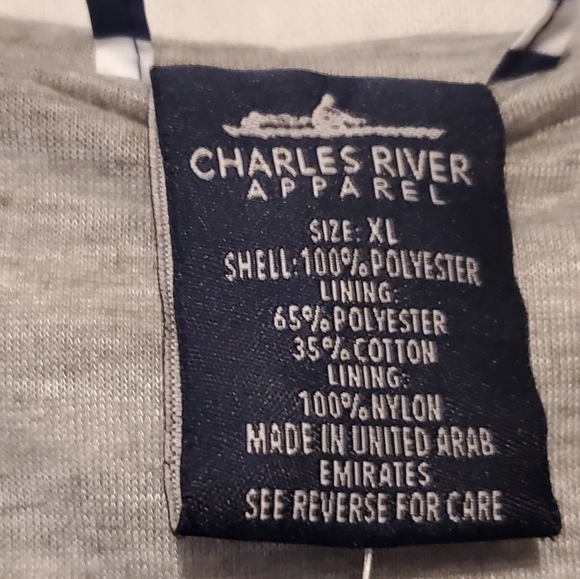 CHARLES RIVER
APPAREL
SIZE: XL
SHELL:100%POLYESTER
LINING:
65%POLYESTER
35%COTTON
LINING:
100%NYLON
MADE IN UNITED ARAB
EMIRATES
SEE REVERSE FOR CARE